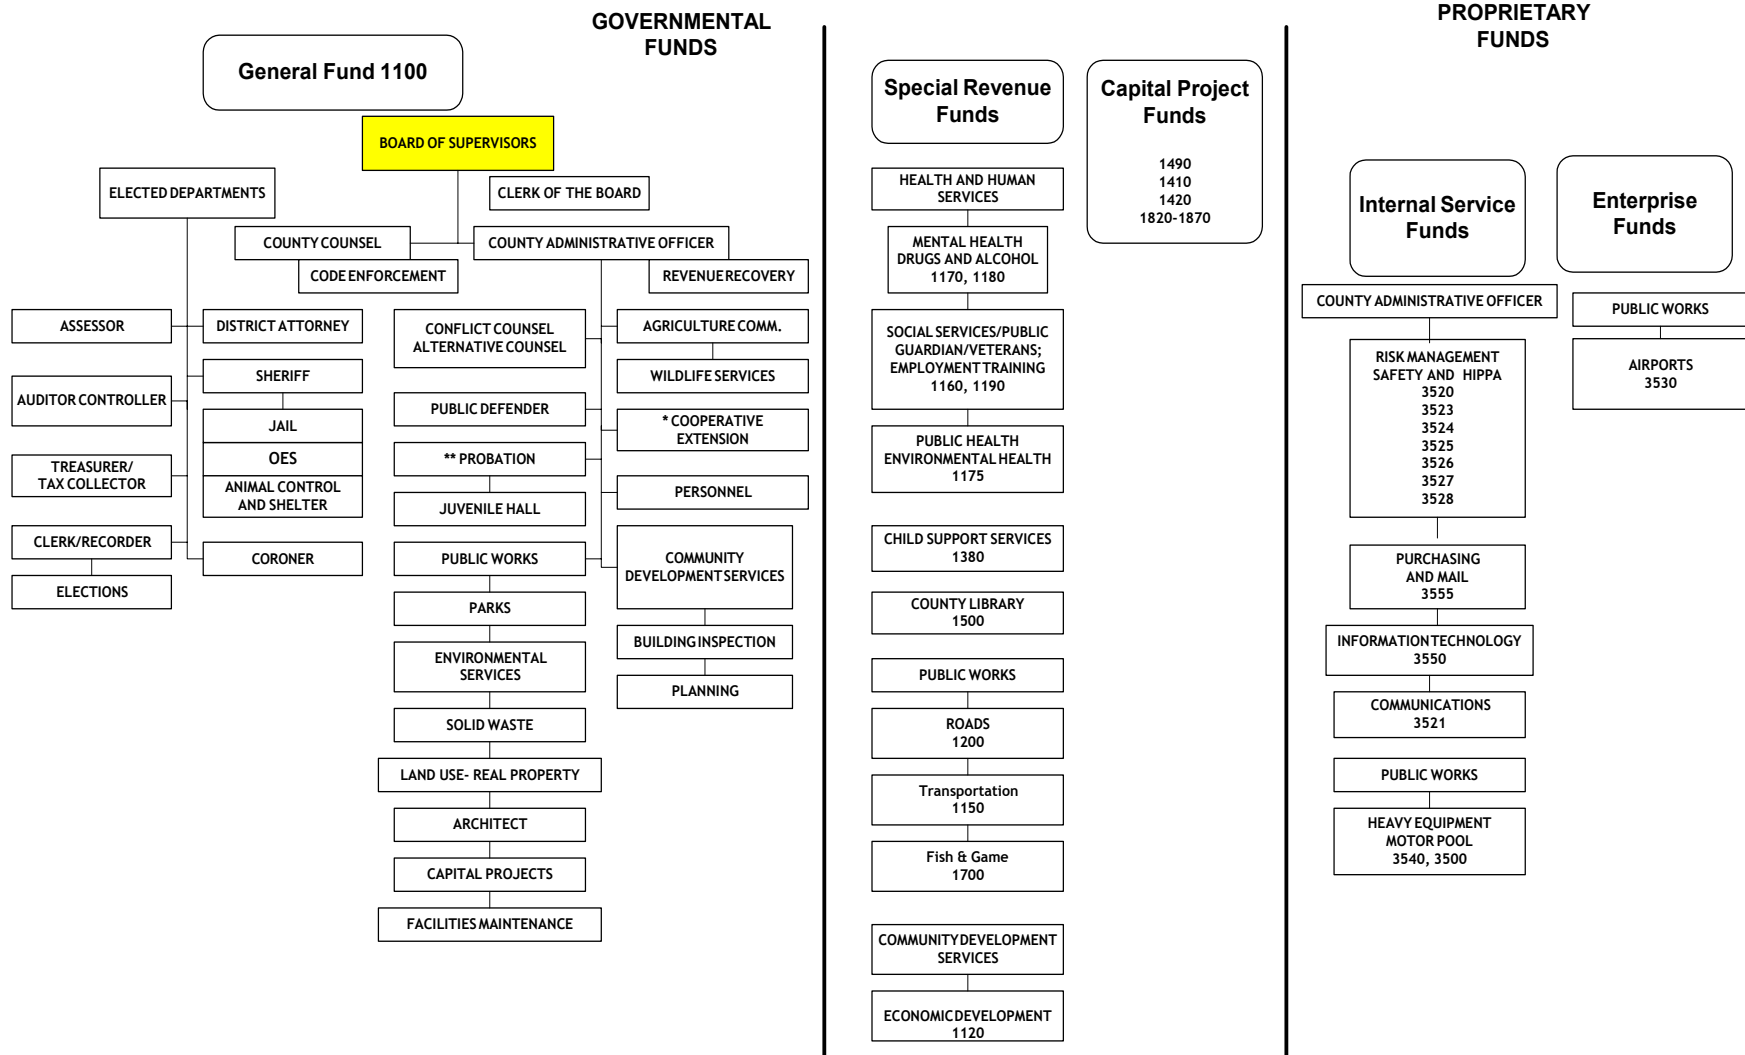 GOVERNMENTAL
FUNDS
General Fund 1100
BOARD OF SUPERVISORS
ELECTED DEPARTMENTS
CLERK OF THE BOARD
COUNTY COUNSEL
COUNTY ADMINISTRATIVE OFFICER
CODE ENFORCEMENT
REVENUE RECOVERY
ASSESSOR
DISTRICT ATTORNEY
AUDITOR CONTROLLER
SHERIFF
JAIL
OES
ANIMAL CONTROL
AND SHELTER
TREASURER/
TAX COLLECTOR
CLERK/RECORDER
CORONER
ELECTIONS
CONFLICT COUNSEL
ALTERNATIVE COUNSEL
PUBLIC DEFENDER
** PROBATION
JUVENILE HALL
PUBLIC WORKS
PARKS
ENVIRONMENTAL
SERVICES
SOLID WASTE
LAND USE- REAL PROPERTY
ARCHITECT
CAPITAL PROJECTS
FACILITIES MAINTENANCE
AGRICULTURE COMM.
WILDLIFE SERVICES
* COOPERATIVE
EXTENSION
PERSONNEL
COMMUNITY
DEVELOPMENT SERVICES
BUILDING INSPECTION
PLANNING
Special Revenue
Funds
HEALTH AND HUMAN
SERVICES
MENTAL HEALTH
DRUGS AND ALCOHOL
1170, 1180
SOCIAL SERVICES/PUBLIC
GUARDIAN/VETERANS;
EMPLOYMENT TRAINING
1160, 1190
PUBLIC HEALTH
ENVIRONMENTAL HEALTH
1175
CHILD SUPPORT SERVICES
1380
COUNTY LIBRARY
1500
PUBLIC WORKS
ROADS
1200
Transportation
1150
Fish & Game
1700
COMMUNITY DEVELOPMENT
SERVICES
ECONOMIC DEVELOPMENT
1120
Capital Project
Funds
1490
1410
1420
1820-1870
PROPRIETARY
FUNDS
Internal Service
Funds
COUNTY ADMINISTRATIVE OFFICER
RISK MANAGEMENT
SAFETY AND HIPPA
3520
3523
3524
3525
3526
3527
3528
PURCHASING
AND MAIL
3555
INFORMATION TECHNOLOGY
3550
COMMUNICATIONS
3521
PUBLIC WORKS
HEAVY EQUIPMENT
MOTOR POOL
3540, 3500
Enterprise
Funds
PUBLIC WORKS
AIRPORTS
3530